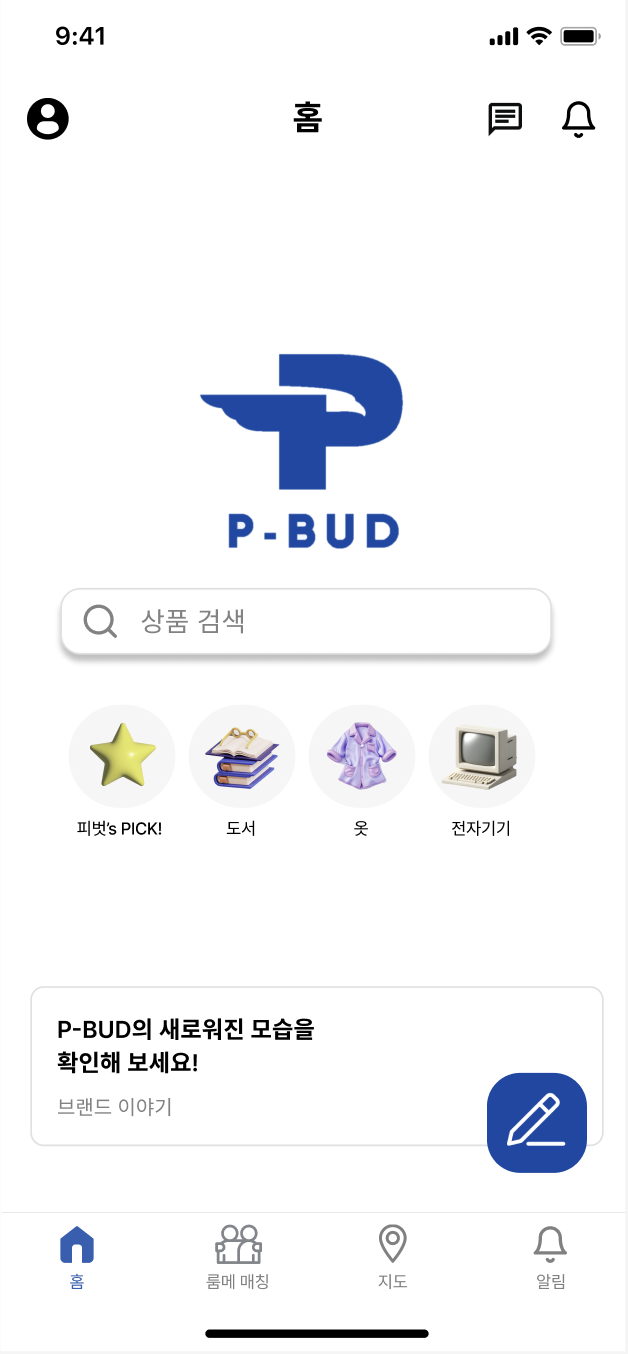 9:41
홈
P-BUD
상품 검색
피벗's PICK!
도서
옷
전자기기
P-BUD의 새로워진 모습을
확인해 보세요!
브랜드 이야기
홈
룸메 매칭
지도
알림